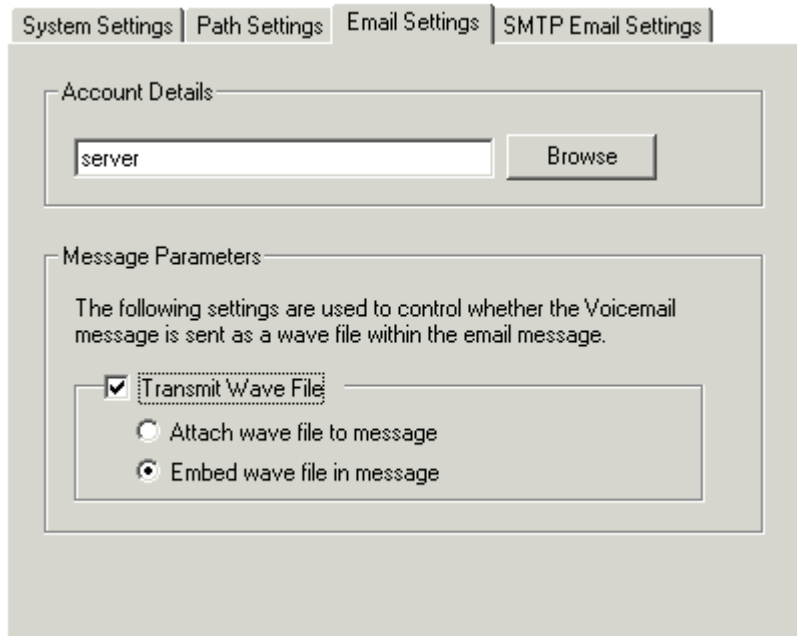 System Settings Path Settings Email Settings SMTP Email Settings
Account Details
server Browse
Message Parameters
The following settings are used to control whether the Voicemail
message is sent as a wave file within the email message.
Transmit Wave File
Attach wave file to message
Embed wave file in message